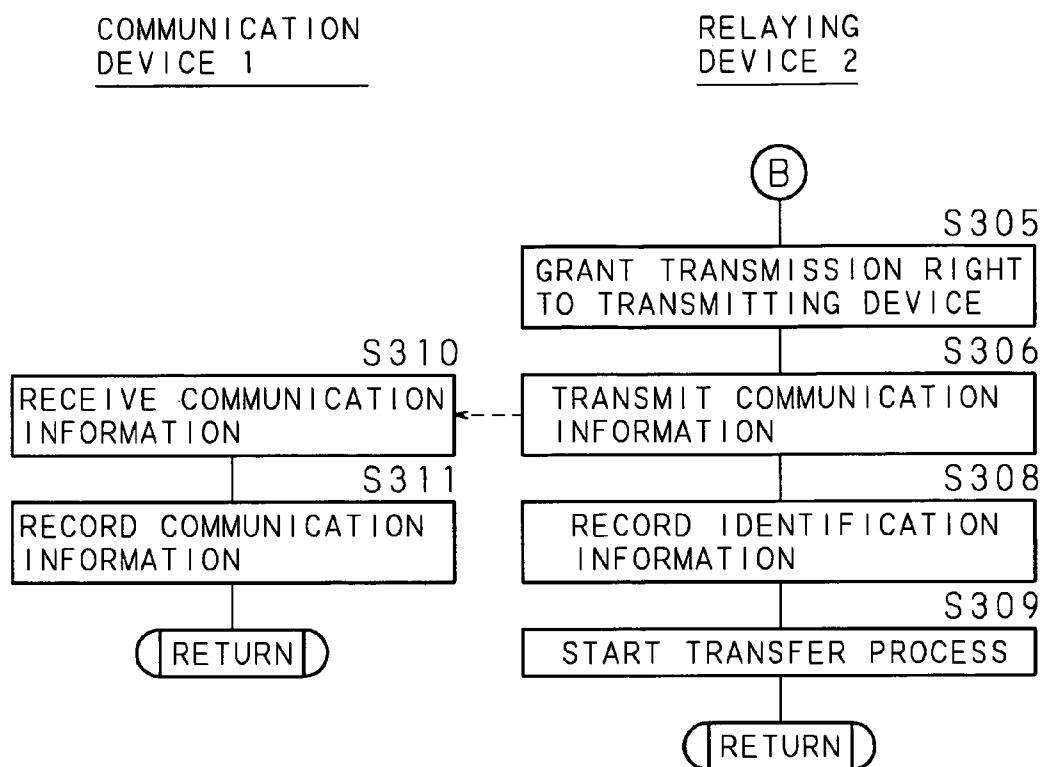 COMMUNICATION
DEVICE 1
RELAYING
DEVICE 2
B
S305
GRANT TRANSMISSION RIGHT
TO TRANSMITTING DEVICE
S310
RECEIVE COMMUNICATION
INFORMATION
S306
TRANSMIT COMMUNICATION
INFORMATION
S311
RECORD COMMUNICATION
INFORMATION
S308
RECORD IDENTIFICATION
INFORMATION
RETURN
S309
START TRANSFER PROCESS
RETURN